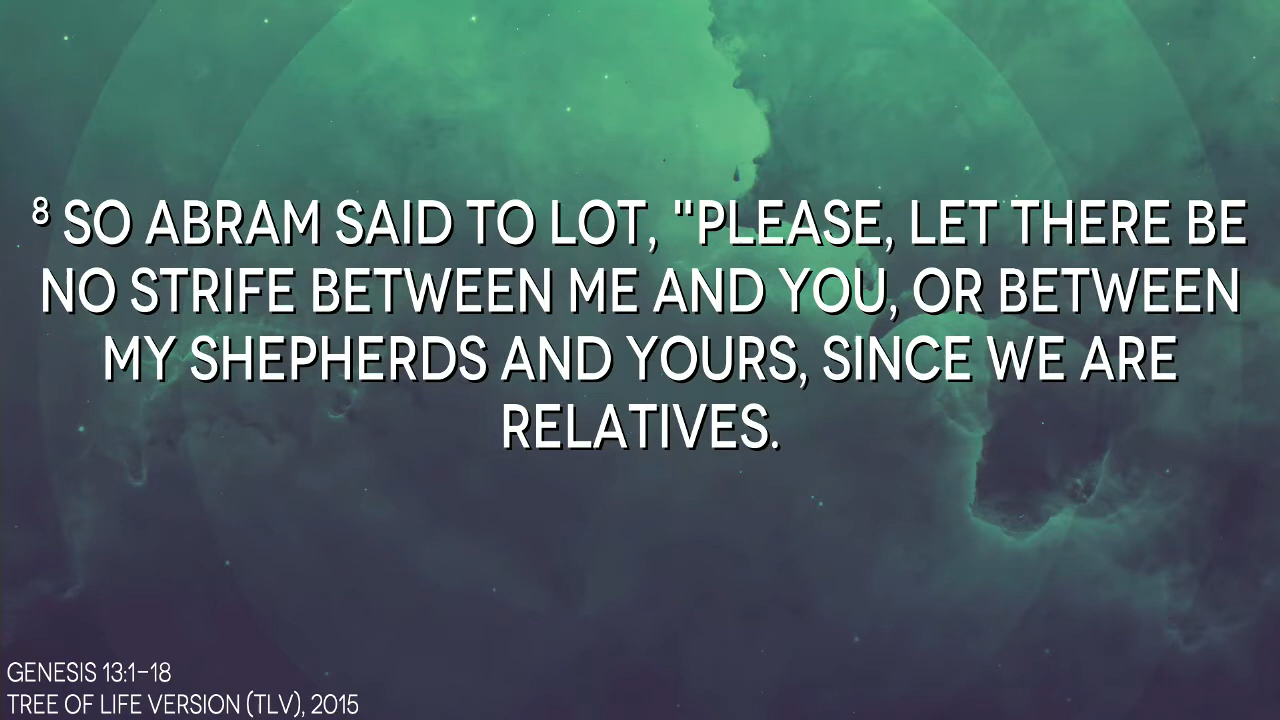 8 SO ABRAM SAID TO LOT, "PLEASE, LET THERE BE
NO STRIFE BETWEEN ME AND YOU, OR BETWEEN
MY SHEPHERDS AND YOURS, SINCE WE ARE
RELATIVES.
GENESIS 13:1–18
TREE OF LIFE VERSION (TLV), 2015